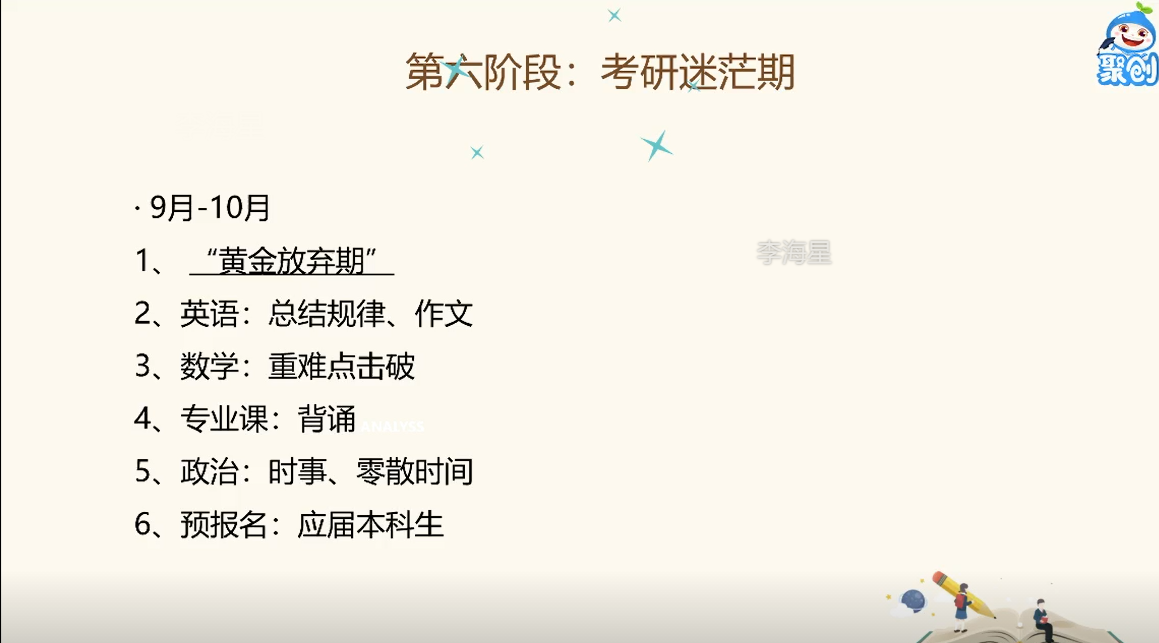 聚创
第六阶段：考研迷茫期
· 9月-10月
1、 “黄金放弃期”
李海星
2、英语：总结规律、作文
3、数学：重难点击破
4、专业课：背诵
ANALYSS
5、政治：时事、零散时间
6、预报名：应届本科生